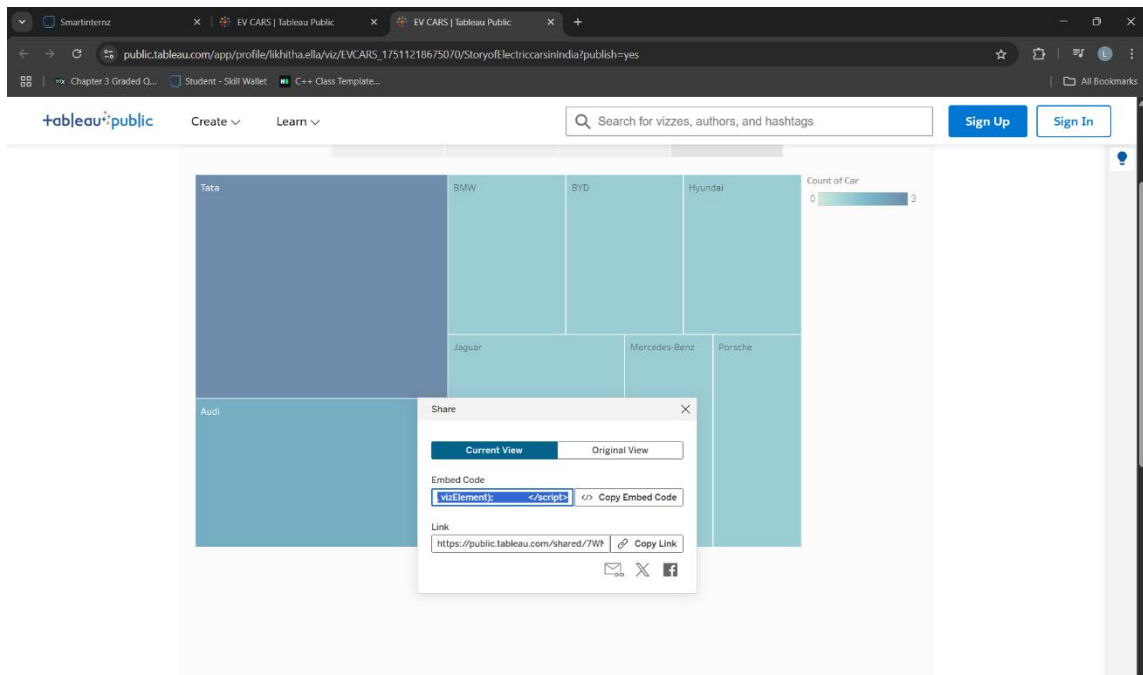 Smartinternz
EV CARS | Tableau Public
EV CARS | Tableau Public
public.tableau.com/app/profile/likhitha.ella/viz/EVCARS_17511218675070/StoryofElectriccarsinIndia?publish=yes
L
Chapter 3 Graded Q...
Student - Skill Wallet
C++ Class Template...
All Bookmarks
tableau public
Create
Learn
Search for vizzes, authors, and hashtags
Sign Up
Sign In
Tata
BMW
BYD
Hyundai
Count of Car
0 3
Jaguar
Mercedes-Benz
Porsche
Audi
Share
Current View
Original View
Embed Code
, vizElement); </script>
</> Copy Embed Code
Link
https://public.tableau.com/shared/7W
Copy Link